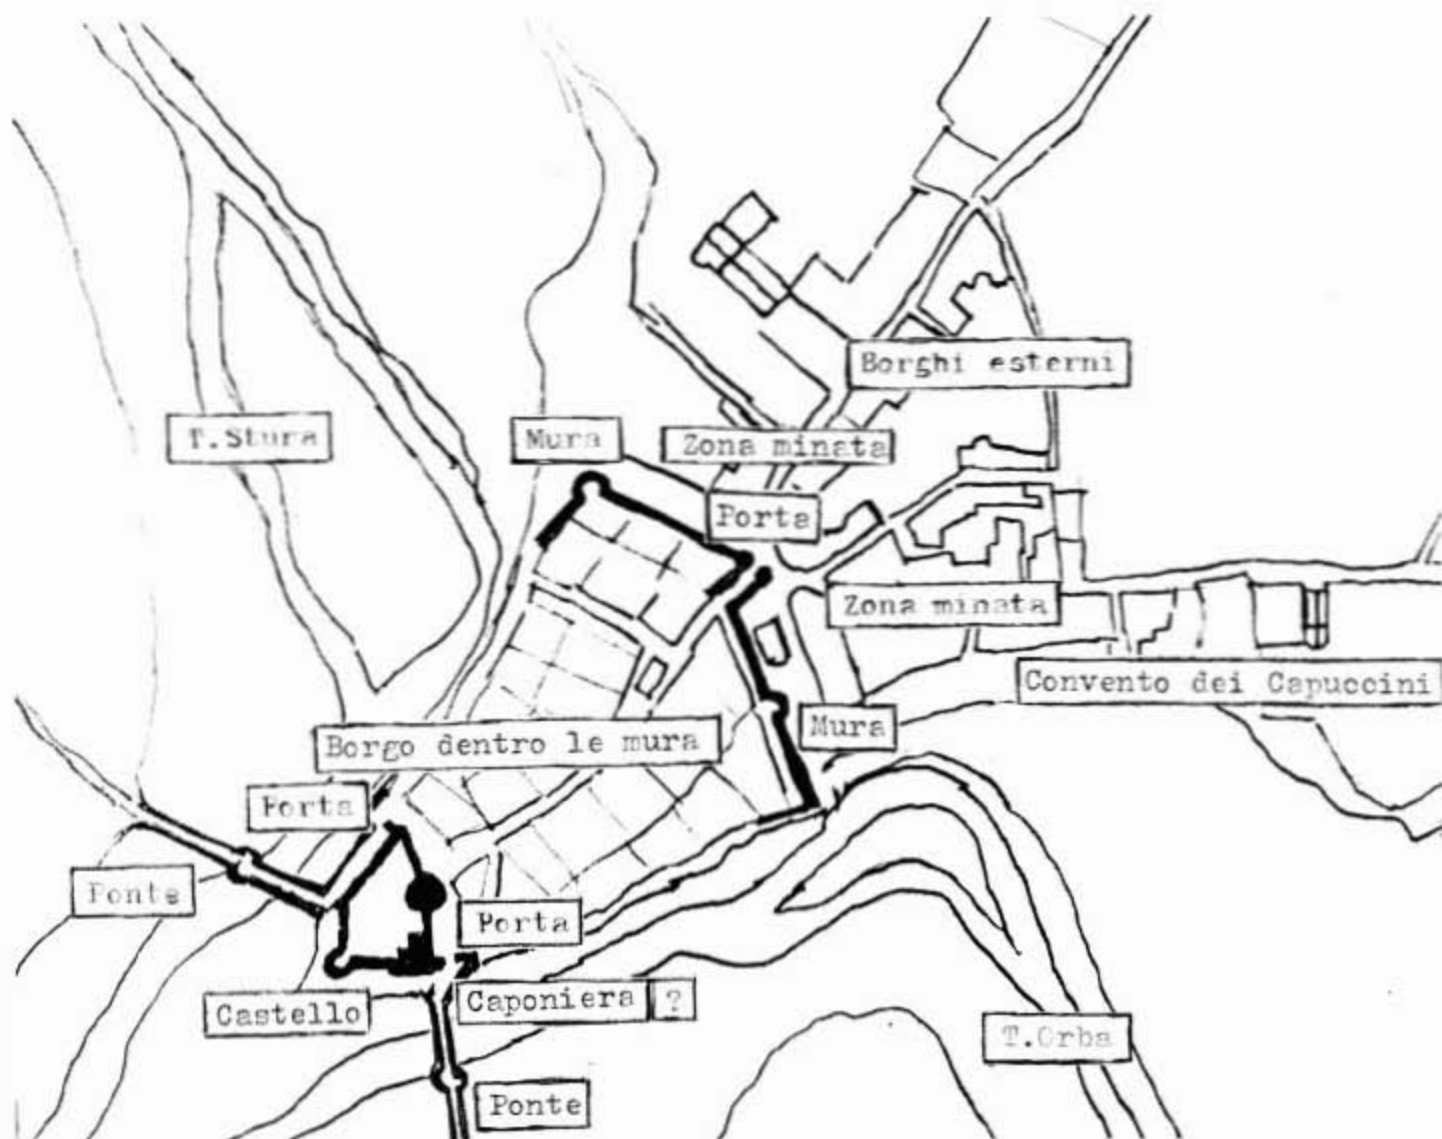 Borghi esterni
T.Stura
Mura
Zona minata
Porta
Zona minata
Convento dei Capuccini
Mura
Borgo dentro le mura
Porta
Ponte
Porta
Castello
Caponiera ?
T.Orba
Ponte